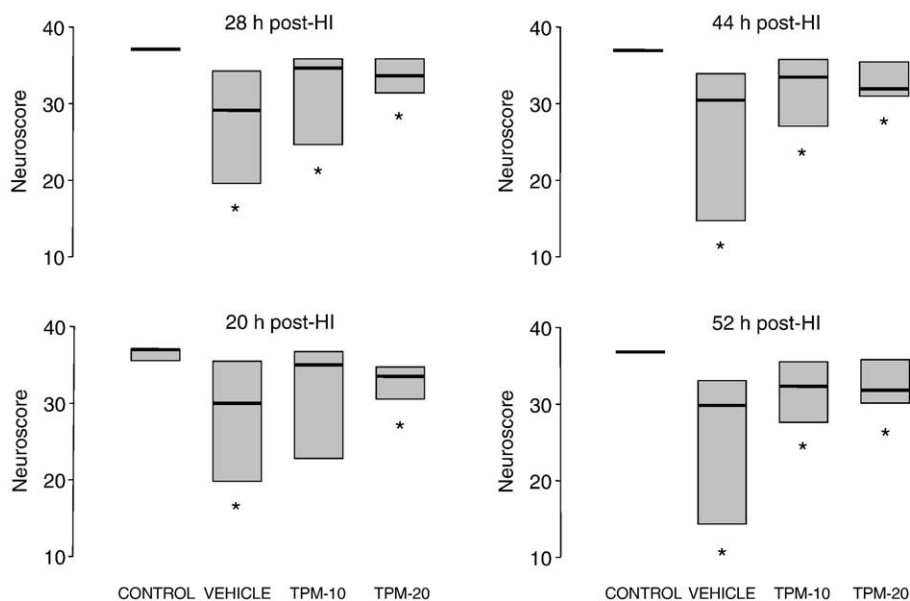 28 h post-HI
40
30
20
10
Neuroscore
*
*
*
44 h post-HI
40
30
20
10
Neuroscore
*
*
*
20 h post-HI
40
30
20
10
Neuroscore
*
*
52 h post-HI
40
30
20
10
Neuroscore
*
*
*
CONTROL VEHICLE TPM-10 TPM-20
CONTROL VEHICLE TPM-10 TPM-20